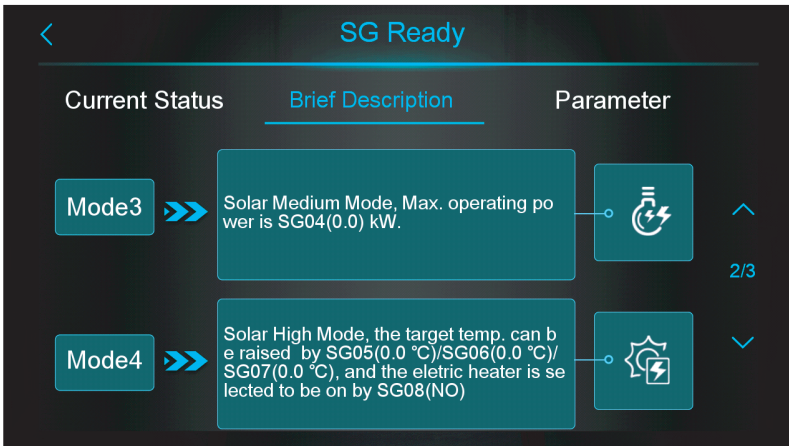 SG Ready
Current Status
Brief Description
Parameter
Mode3
Solar Medium Mode, Max. operating po
wer is SG04(0.0) kW.
2/3
Mode4
Solar High Mode, the target temp. can b
e raised  by SG05(0.0 ℃)/SG06(0.0 ℃)/
SG07(0.0 ℃), and the eletric heater is se
lected to be on by SG08(NO)